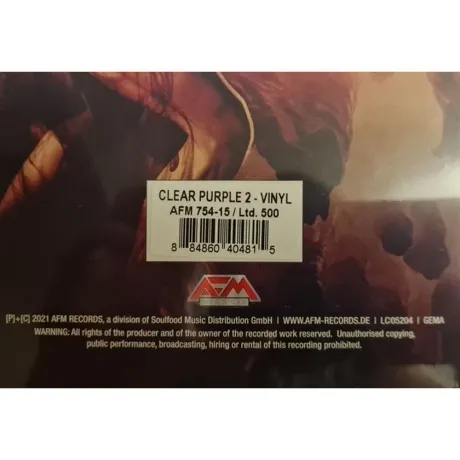 CLEAR PURPLE 2 - VINYL
AFM 754-15 / Ltd. 500
8 84860 40481 5
AFM
[P]+[C] 2021 AFM RECORDS, a division of Soulfood Music Distribution GmbH | WWW.AFM-RECORDS.DE | LC05204 | GEMA
WARNING: All rights of the producer and of the owner of the recorded work reserved. Unauthorised copying,
public performance, broadcasting, hiring or rental of this recording prohibited.